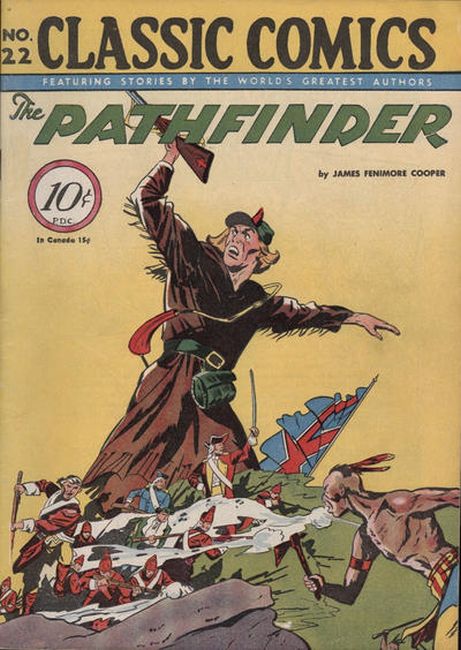 NO. 22
CLASSIC COMICS
FEATURING STORIES BY THE WORLD'S GREATEST AUTHORS
The PATHFINDER
by JAMES FENIMORE COOPER
10¢
P.D.C.
In Canada 15¢